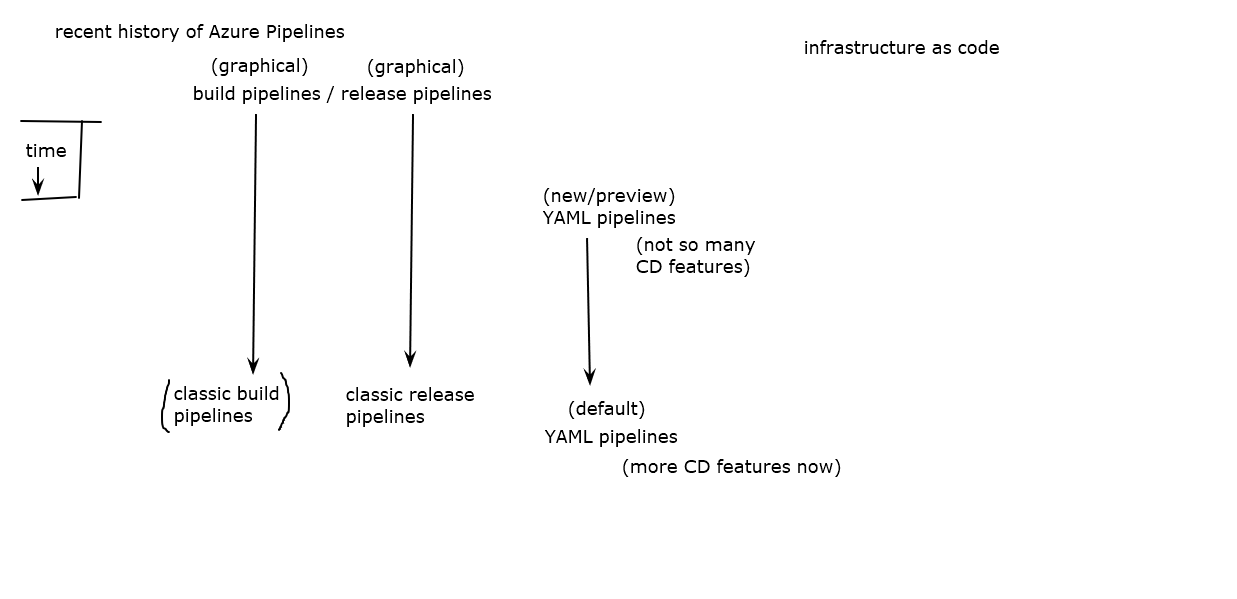 recent history of Azure Pipelines
infrastructure as code
(graphical) (graphical)
build pipelines / release pipelines
time
(new/preview)
YAML pipelines
(not so many
CD features)
classic build
pipelines
classic release
pipelines
(default)
YAML pipelines
(more CD features now)